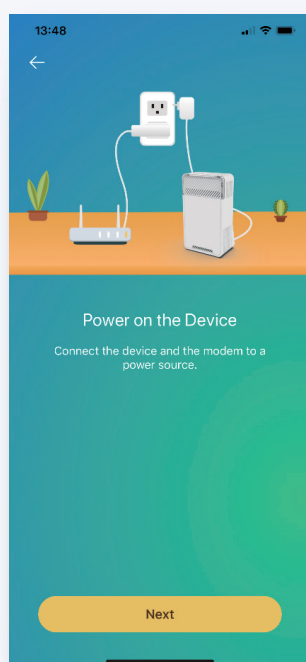 13:48
Power on the Device
Connect the device and the modem to a
power source.
Next